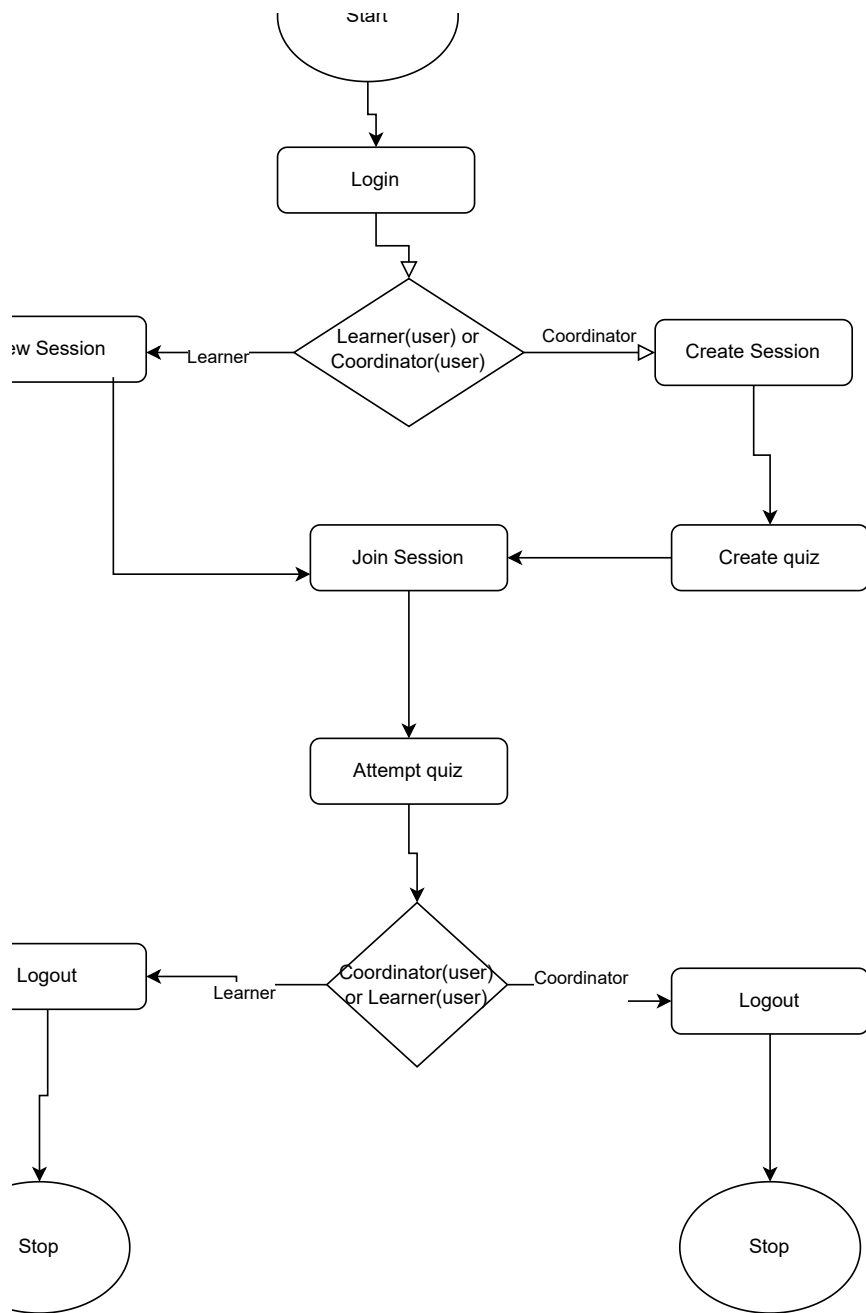 Start
Login
Learner(user) or
Coordinator(user)
Learner
Coordinator
ew Session
Create Session
Join Session
Create quiz
Attempt quiz
Coordinator(user)
or Learner(user)
Learner
Coordinator
Logout
Logout
Stop
Stop